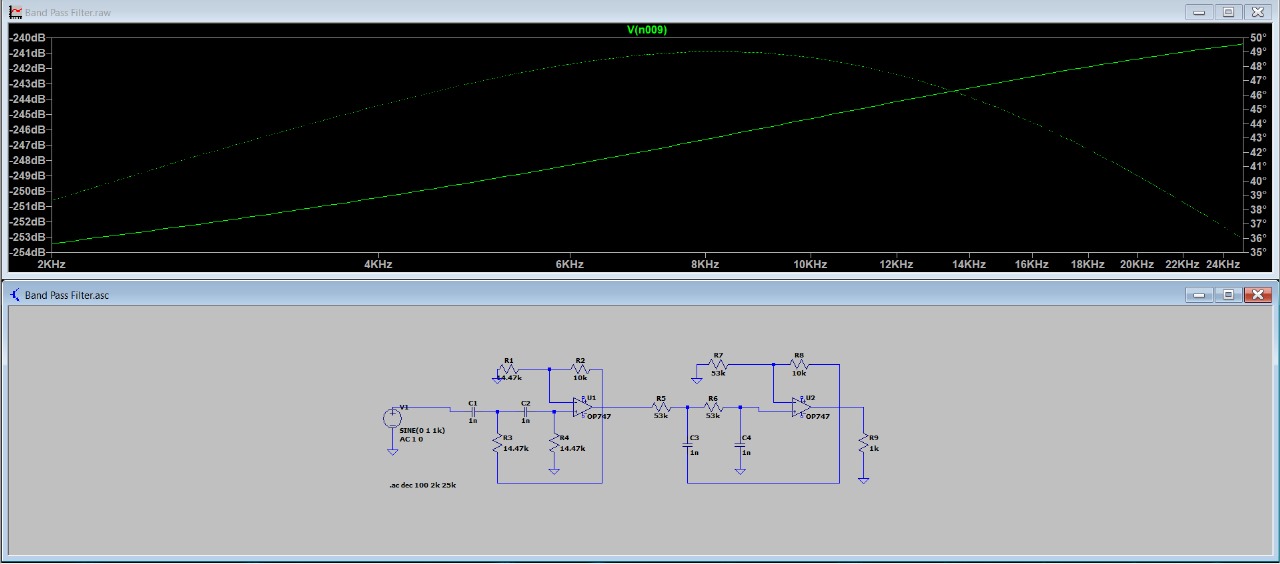 Band Pass Filter.raw
V(n009)
-240dB
-241dB
-242dB
-243dB
-244dB
-245dB
-246dB
-247dB
-248dB
-249dB
-250dB
-251dB
-252dB
-253dB
-254dB
50°
49°
48°
47°
46°
45°
44°
43°
42°
41°
40°
39°
38°
37°
36°
35°
2KHz 4KHz 6KHz 8KHz 10KHz 12KHz 14KHz 16KHz 18KHz 20KHz 22KHz 24KHz
Band Pass Filter.asc
R1
14.47k
R2
10k
U1
OP747
V1
SINE(0 1 1k)
AC 1 0
C1
1n
C2
1n
R3
14.47k
R4
14.47k
.ac dec 100 2k 25k
R7
53k
R8
10k
R5
53k
R6
53k
U2
OP747
C3
1n
C4
1n
R9
1k